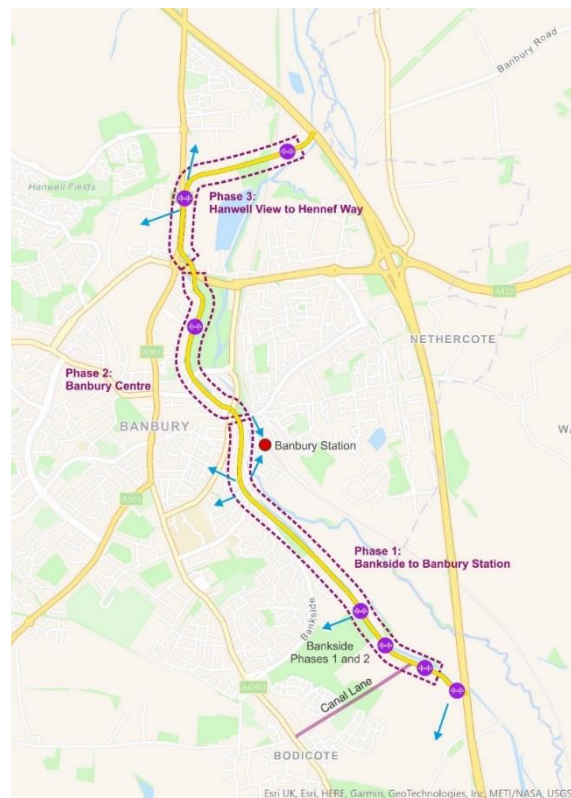 Banbury Road
Hanwell Fields
Phase 3:
Hanwell View to Hennef Way
A422
NETHERCOTE
A361
Phase 2:
Banbury Centre
BANBURY
Banbury Station
WA
A361
Phase 1:
Bankside to Banbury Station
Bankside
Bankside
Phases 1 and 2
Canal Lane
A4260
BODICOTE
Esri UK, Esri, HERE, Garmin, GeoTechnologies, Inc, METI/NASA, USGS